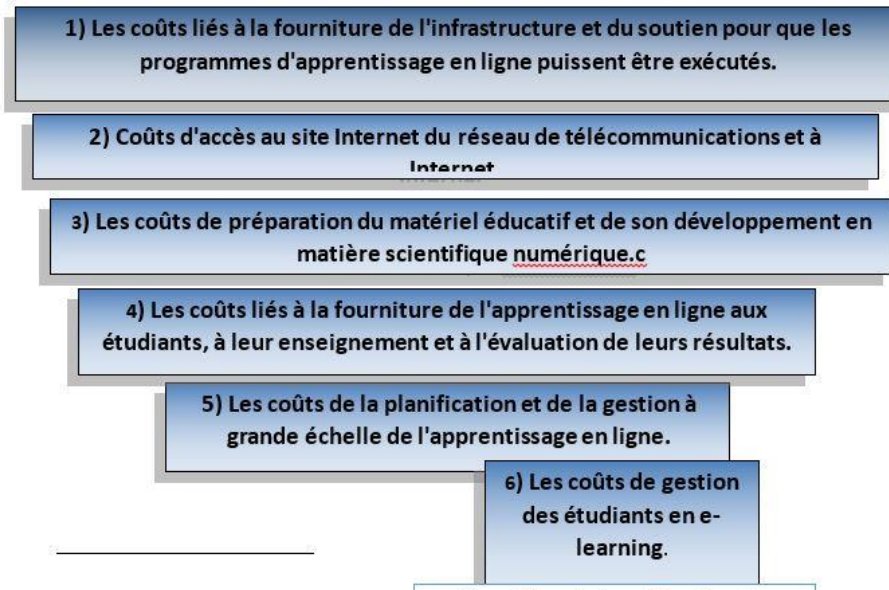 1) Les coûts liés à la fourniture de l'infrastructure et du soutien pour que les
programmes d'apprentissage en ligne puissent être exécutés.
2) Coûts d'accès au site Internet du réseau de télécommunications et à
Internet
3) Les coûts de préparation du matériel éducatif et de son développement en
matière scientifique numérique.c
4) Les coûts liés à la fourniture de l'apprentissage en ligne aux
étudiants, à leur enseignement et à l'évaluation de leurs résultats.
5) Les coûts de la planification et de la gestion à
grande échelle de l'apprentissage en ligne.
6) Les coûts de gestion
des étudiants en e-
learning.